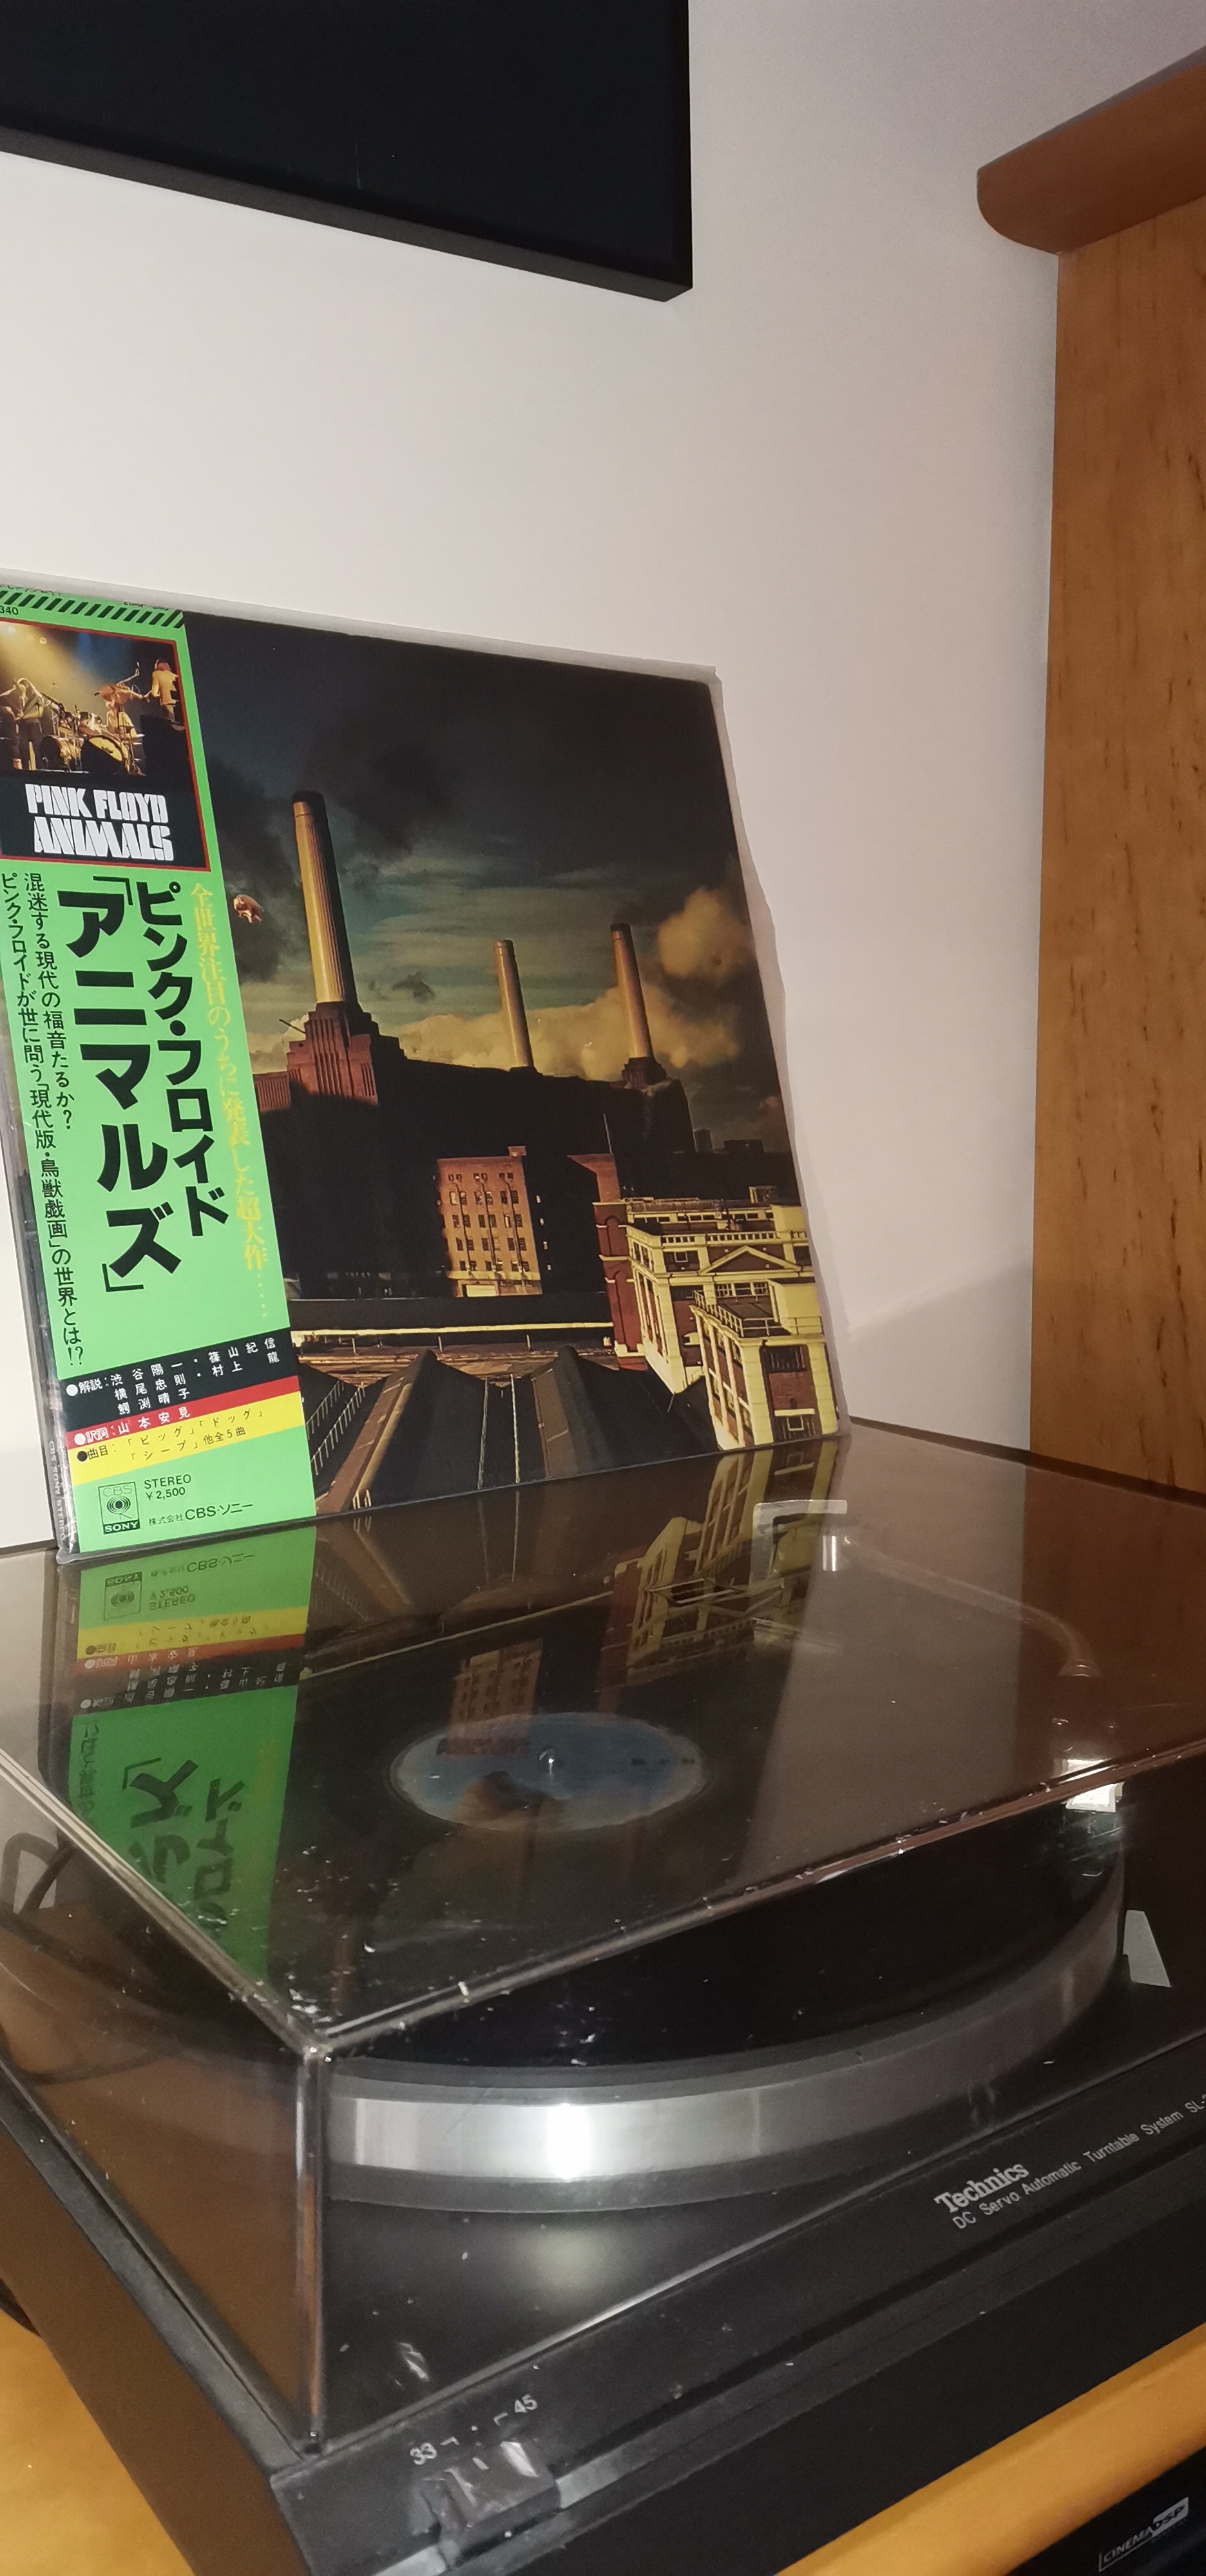 340
PINK FLOYD
ANIMALS
全世界注目のうちに発表した超大作……
ピンク・フロイド
「アニマルズ」
混迷する現代の福音たるか?
ピンク・フロイドが世に問う「現代版・鳥獣戯画」の世界とは!?
●解説:渋谷陽一・篠山紀信
横尾忠則・村上龍
鰐渕晴子
●訳詞:山本安見
●曲目:「ピッグ」「ドッグ」
「シープ」他全5曲
CBS
SONY
STEREO
¥2,500
株式会社CBS・ソニー
Technics
DC Servo Automatic Turntable System SL-
33
45
CINEMA DSP